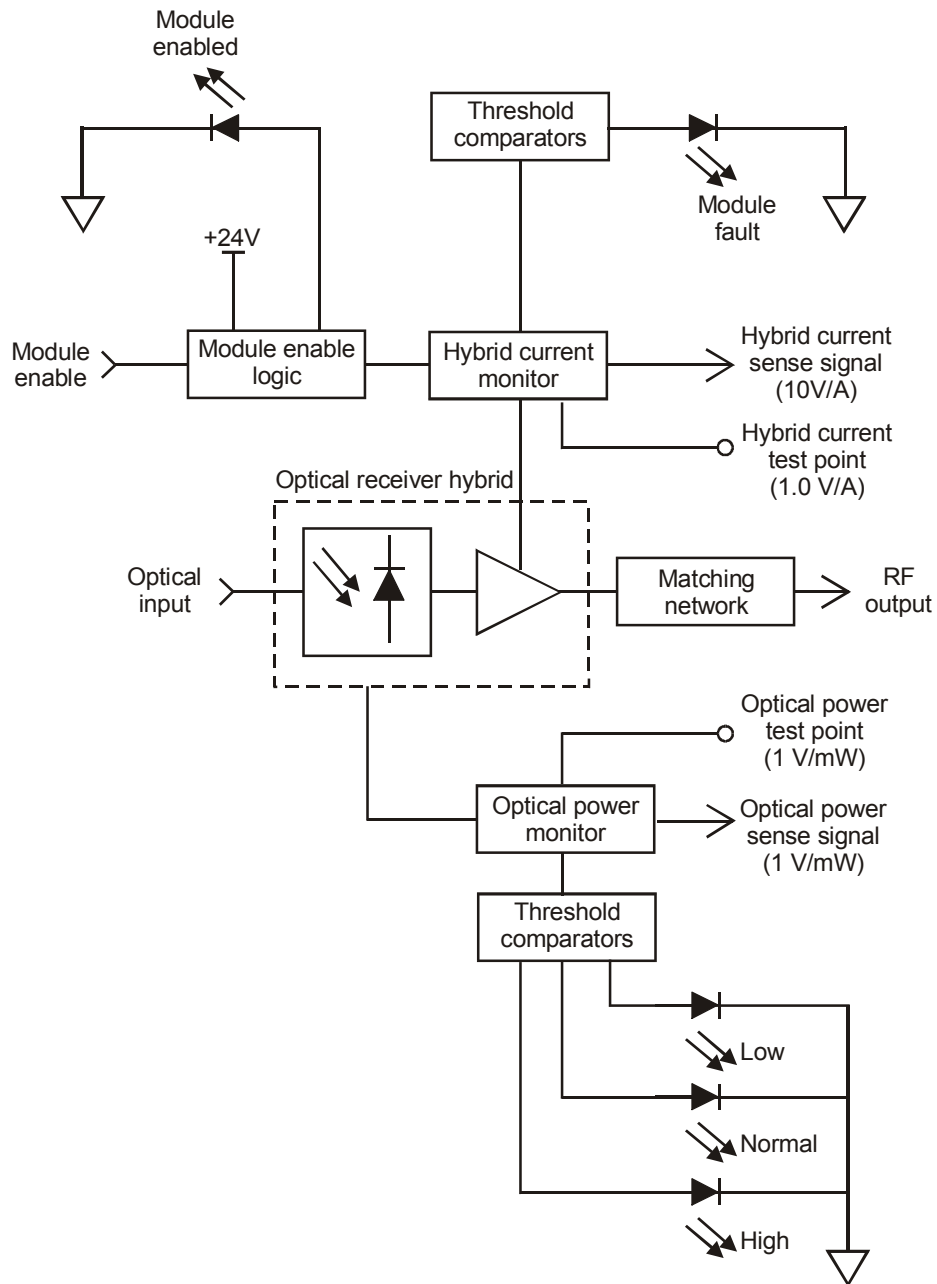 Module
enabled
Threshold
comparators
Module
fault
+24V
Module
enable
Module enable
logic
Hybrid current
monitor
Hybrid current
sense signal
(10V/A)
Hybrid current
test point
(1.0 V/A)
Optical receiver hybrid
Optical
input
Matching
network
RF
output
Optical power
test point
(1 V/mW)
Optical power
monitor
Optical power
sense signal
(1 V/mW)
Threshold
comparators
Low
Normal
High